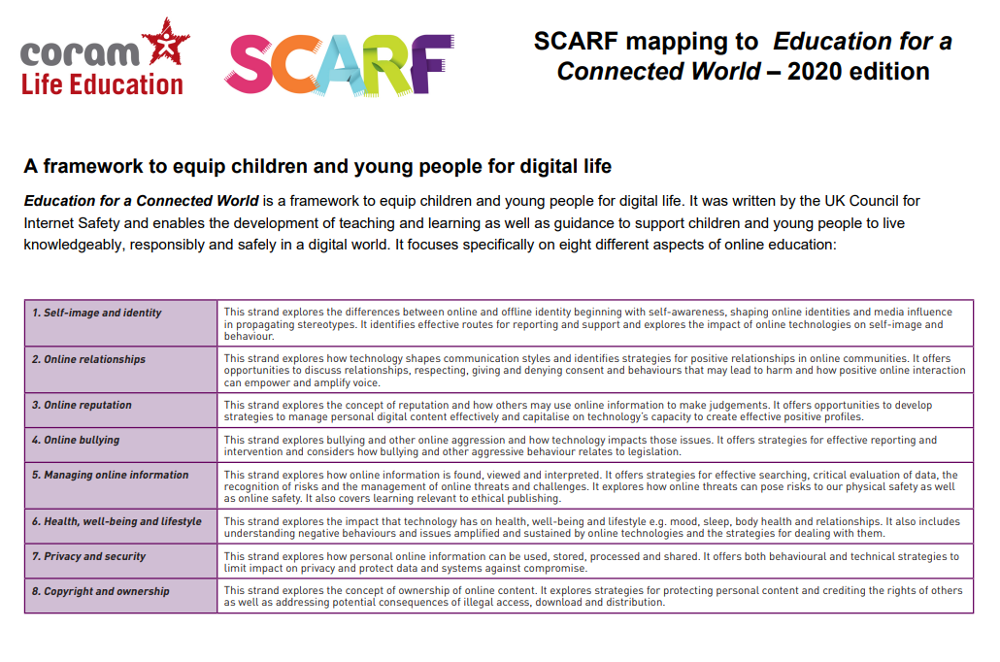 coram
Life Education
SCARF
SCARF mapping to Education for a
Connected World – 2020 edition
A framework to equip children and young people for digital life
Education for a Connected World is a framework to equip children and young people for digital life. It was written by the UK Council for
Internet Safety and enables the development of teaching and learning as well as guidance to support children and young people to live
knowledgeably, responsibly and safely in a digital world. It focuses specifically on eight different aspects of online education:
1. Self-image and identity
This strand explores the differences between online and offline identity beginning with self-awareness, shaping online identities and media influence
in propagating stereotypes. It identifies effective routes for reporting and support and explores the impact of online technologies on self-image and
behaviour.
2. Online relationships
This strand explores how technology shapes communication styles and identifies strategies for positive relationships in online communities. It offers
opportunities to discuss relationships, respecting, giving and denying consent and behaviours that may lead to harm and how positive online interaction
can empower and amplify voice.
3. Online reputation
This strand explores the concept of reputation and how others may use online information to make judgements. It offers opportunities to develop
strategies to manage personal digital content effectively and capitalise on technology's capacity to create effective positive profiles.
4. Online bullying
This strand explores bullying and other online aggression and how technology impacts those issues. It offers strategies for effective reporting and
intervention and considers how bullying and other aggressive behaviour relates to legislation.
5. Managing online information
This strand explores how online information is found, viewed and interpreted. It offers strategies for effective searching, critical evaluation of data, the
recognition of risks and the management of online threats and challenges. It explores how online threats can pose risks to our physical safety as well
as online safety. It also covers learning relevant to ethical publishing.
6. Health, well-being and lifestyle
This strand explores the impact that technology has on health, well-being and lifestyle e.g. mood, sleep, body health and relationships. It also includes
understanding negative behaviours and issues amplified and sustained by online technologies and the strategies for dealing with them.
7. Privacy and security
This strand explores how personal online information can be used, stored, processed and shared. It offers both behavioural and technical strategies to
limit impact on privacy and protect data and systems against compromise.
8. Copyright and ownership
This strand explores the concept of ownership of online content. It explores strategies for protecting personal content and crediting the rights of others
as well as addressing potential consequences of illegal access, download and distribution.